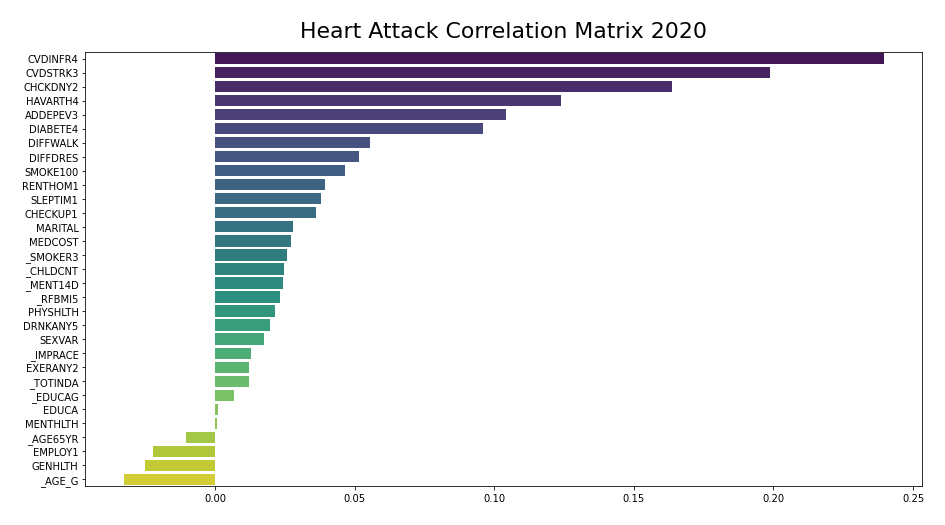 Heart Attack Correlation Matrix 2020
CVDINFR4
CVDSTRK3
CHCKDNY2
HAVARTH4
ADDEPEV3
DIABETE4
DIFFWALK
DIFFDRES
SMOKE100
RENTHOM1
SLEPTIM1
CHECKUP1
MARITAL
MEDCOST
_SMOKER3
_CHLDCNT
_MENT14D
_RFBMI5
PHYSHLTH
DRNKANY5
SEXVAR
_IMPRACE
EXERANY2
_TOTINDA
_EDUCAG
EDUCA
MENTHLTH
_AGE65YR
EMPLOY1
GENHLTH
_AGE_G
0.00 0.05 0.10 0.15 0.20 0.25